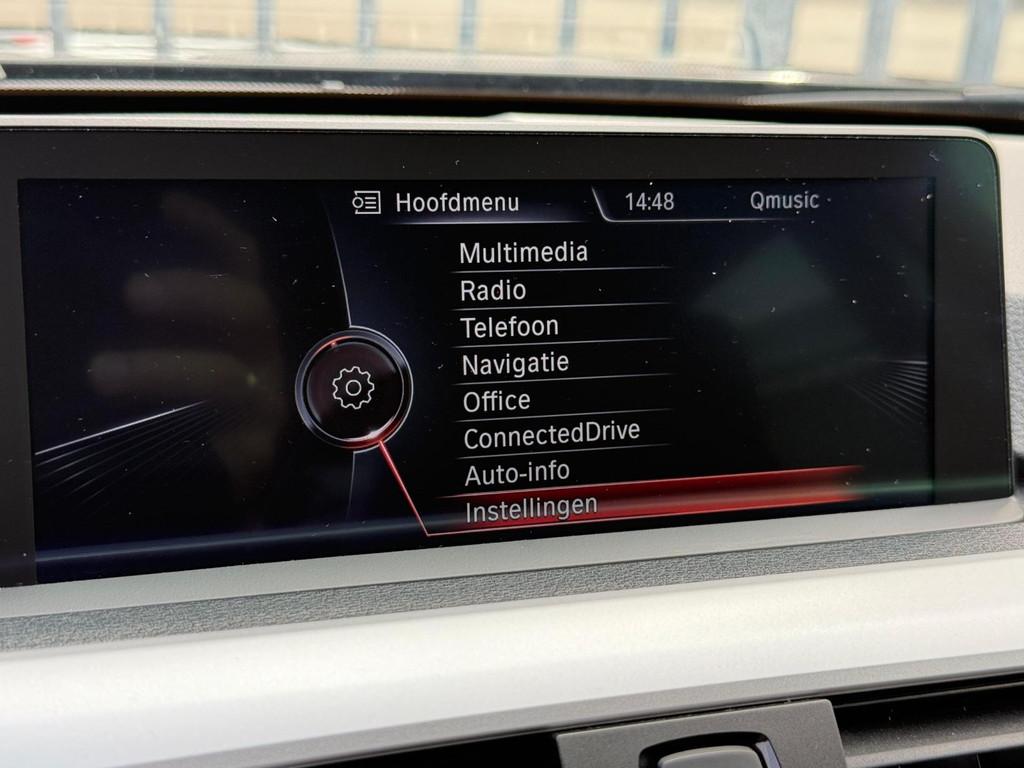 Hoofdmenu 14:48 Qmusic
Multimedia
Radio
Telefoon
Navigatie
Office
ConnectedDrive
Auto-info
Instellingen